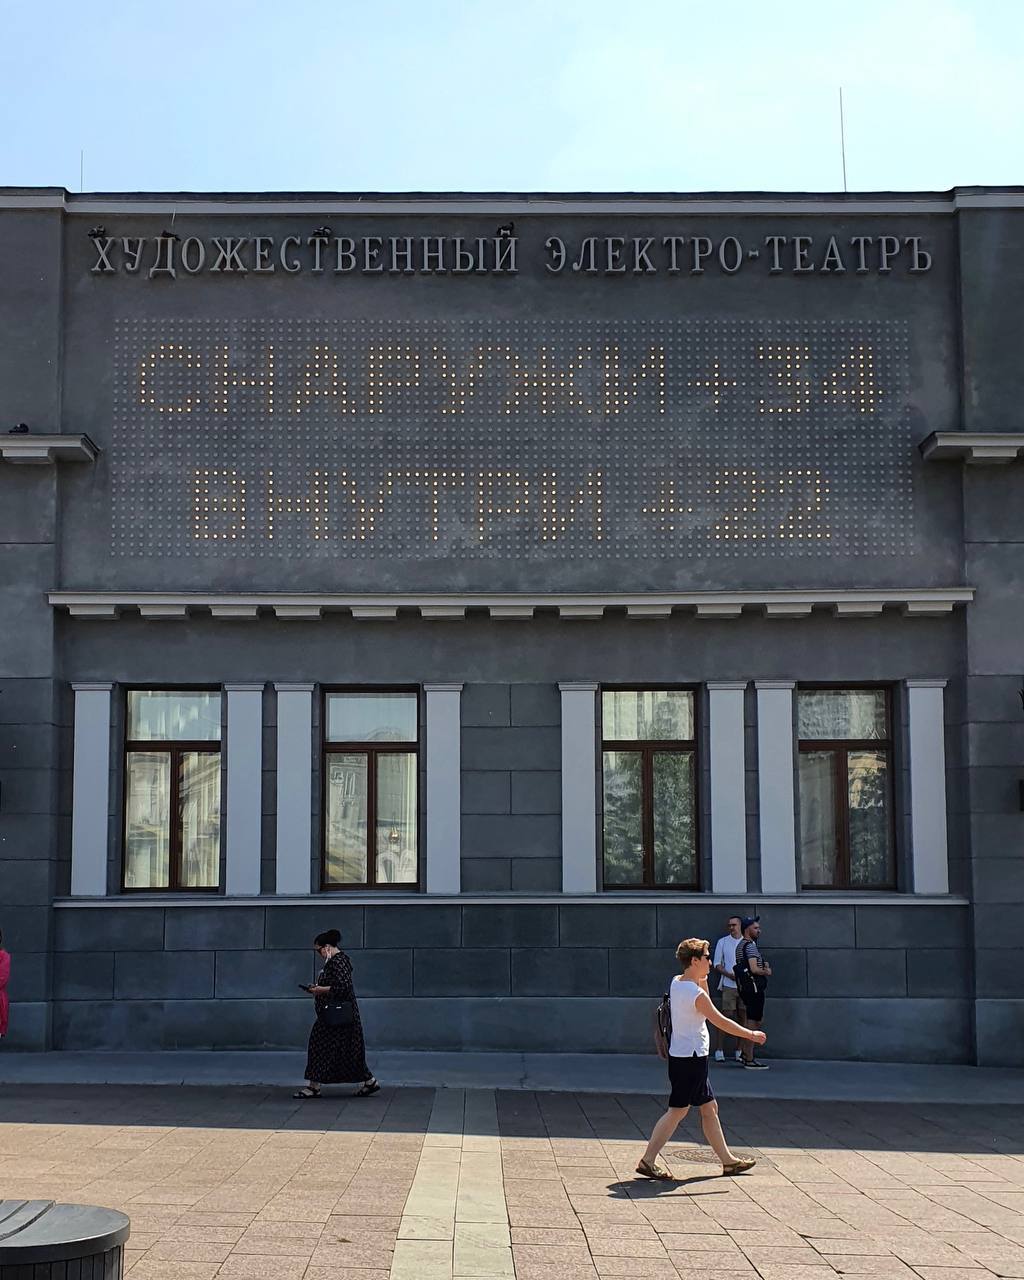 ХУДОЖЕСТВЕННЫЙ ЭЛЕКТРО-ТЕАТРЪ
СНАРУЖИ +34
ВНУТРИ +22